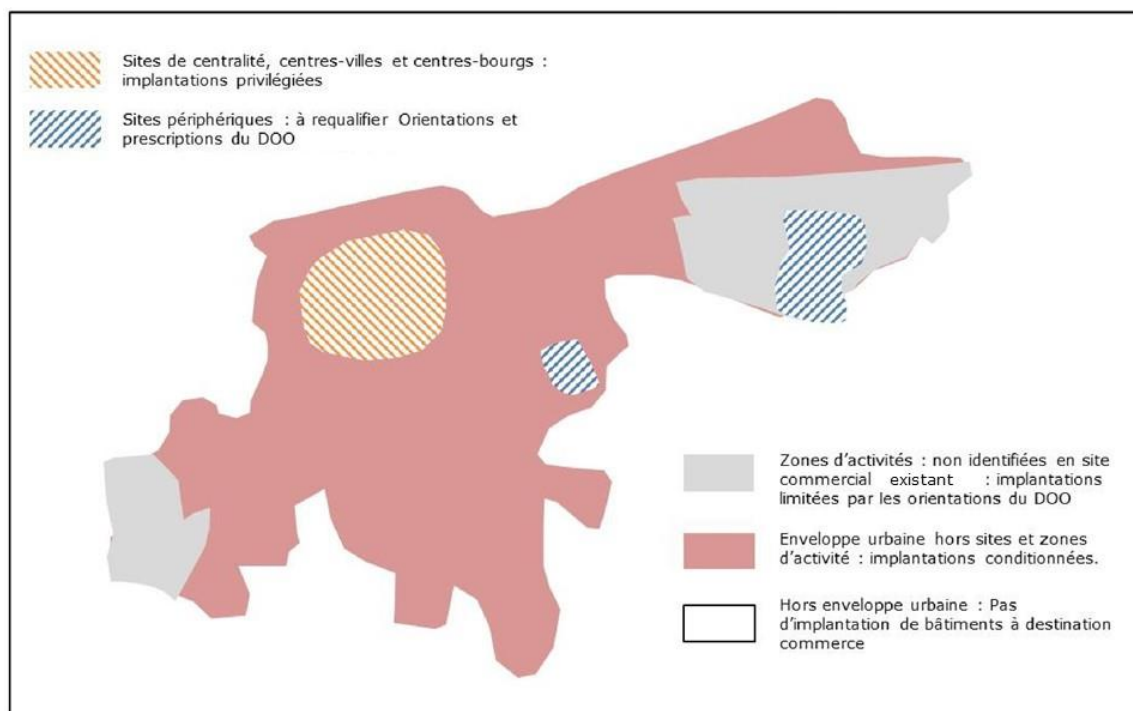 Sites de centralité, centres-villes et centres-bourgs :
implantations privilégiées
Sites périphériques : à requalifier Orientations et
prescriptions du DOO
Zones d'activités : non identifiées en site
commercial existant : implantations
limitées par les orientations du DOO
Enveloppe urbaine hors sites et zones
d'activité : implantations conditionnées.
Hors enveloppe urbaine : Pas
d'implantation de bâtiments à destination
commerce